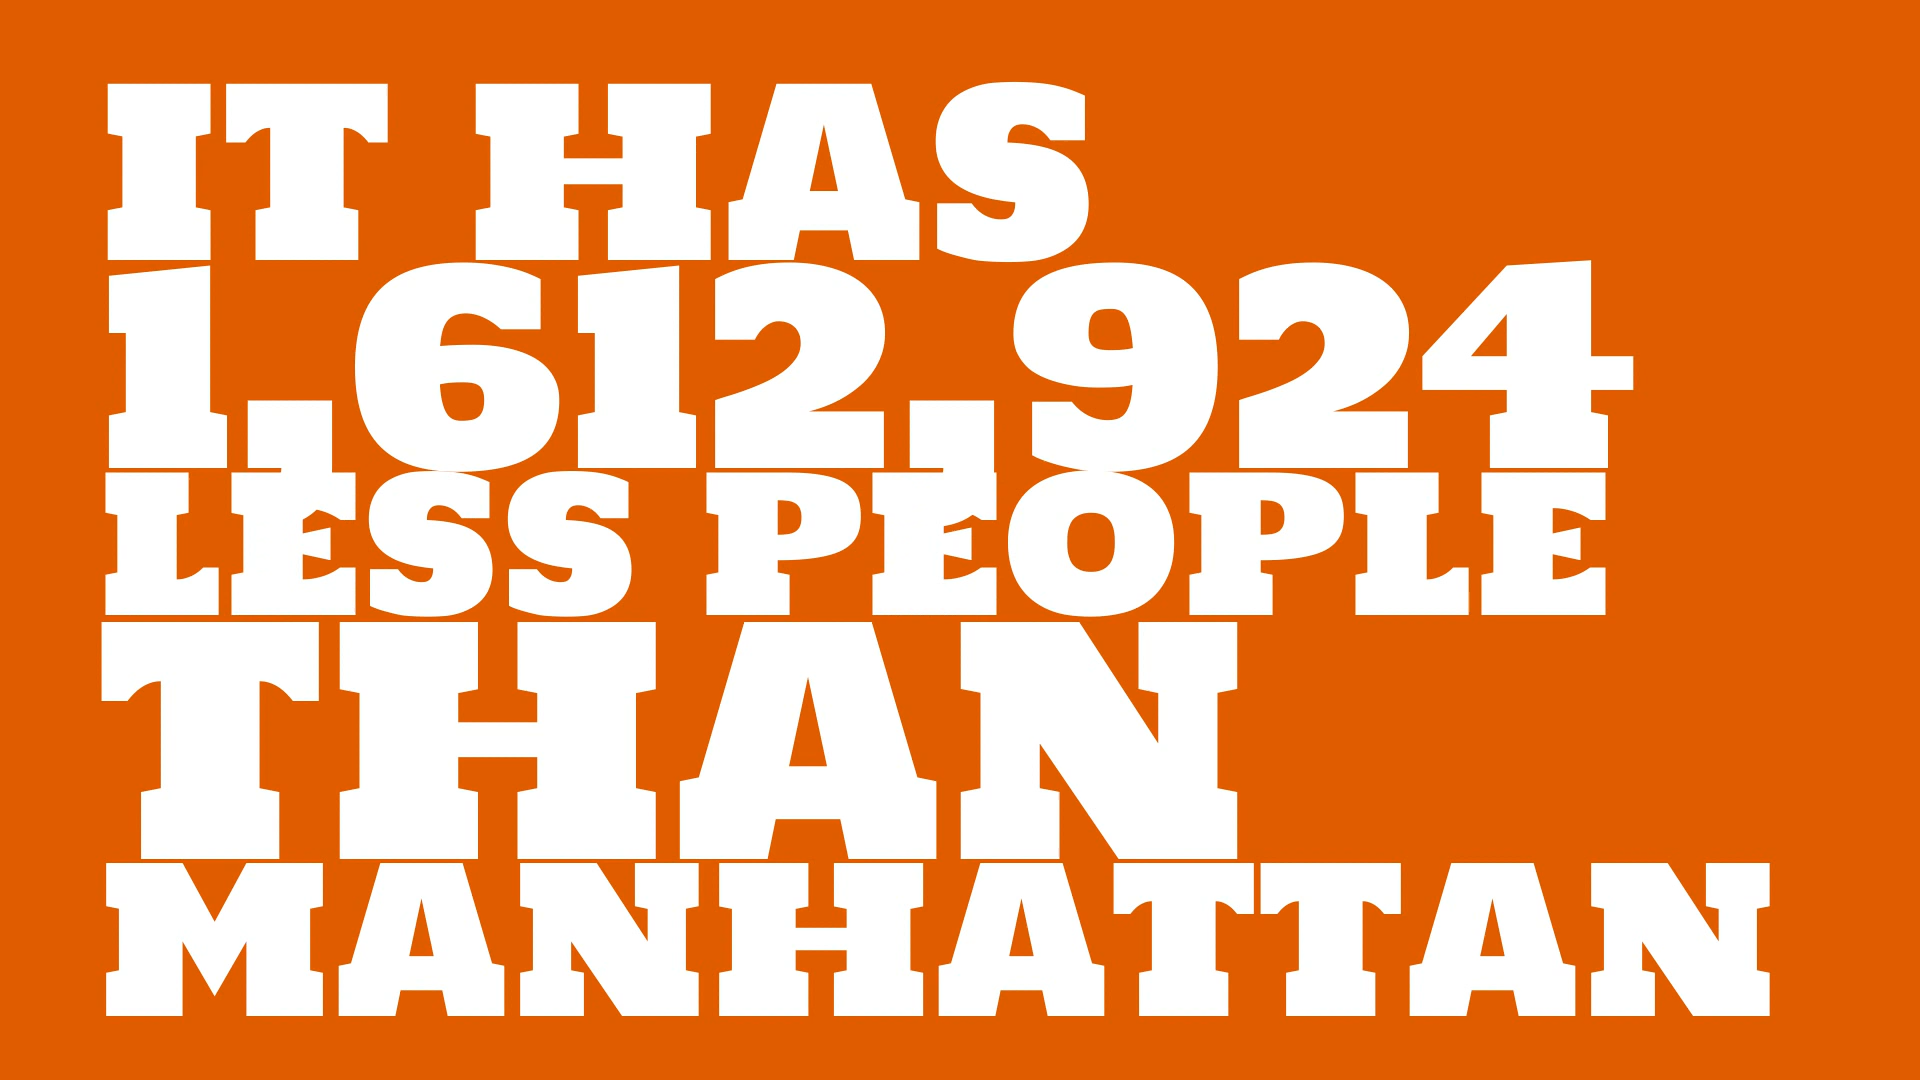 IT HAS
1,612,924
LESS PEOPLE
THAN
MANHATTAN